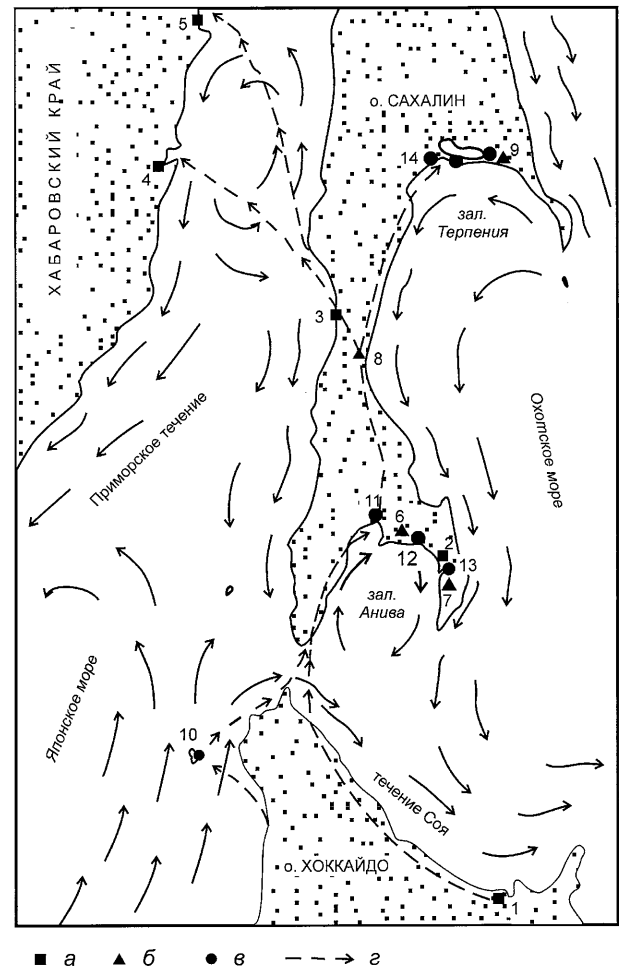 5
ХАБАРОВСКИЙ КРАЙ
о. САХАЛИН
14
9
4
зал.
Терпения
3
8
Приморское течение
Охотское море
11
6
12
2
13
7
зал.
Анива
Японское море
10
течение Соя
о. ХОККАЙДО
1
а
б
в
г